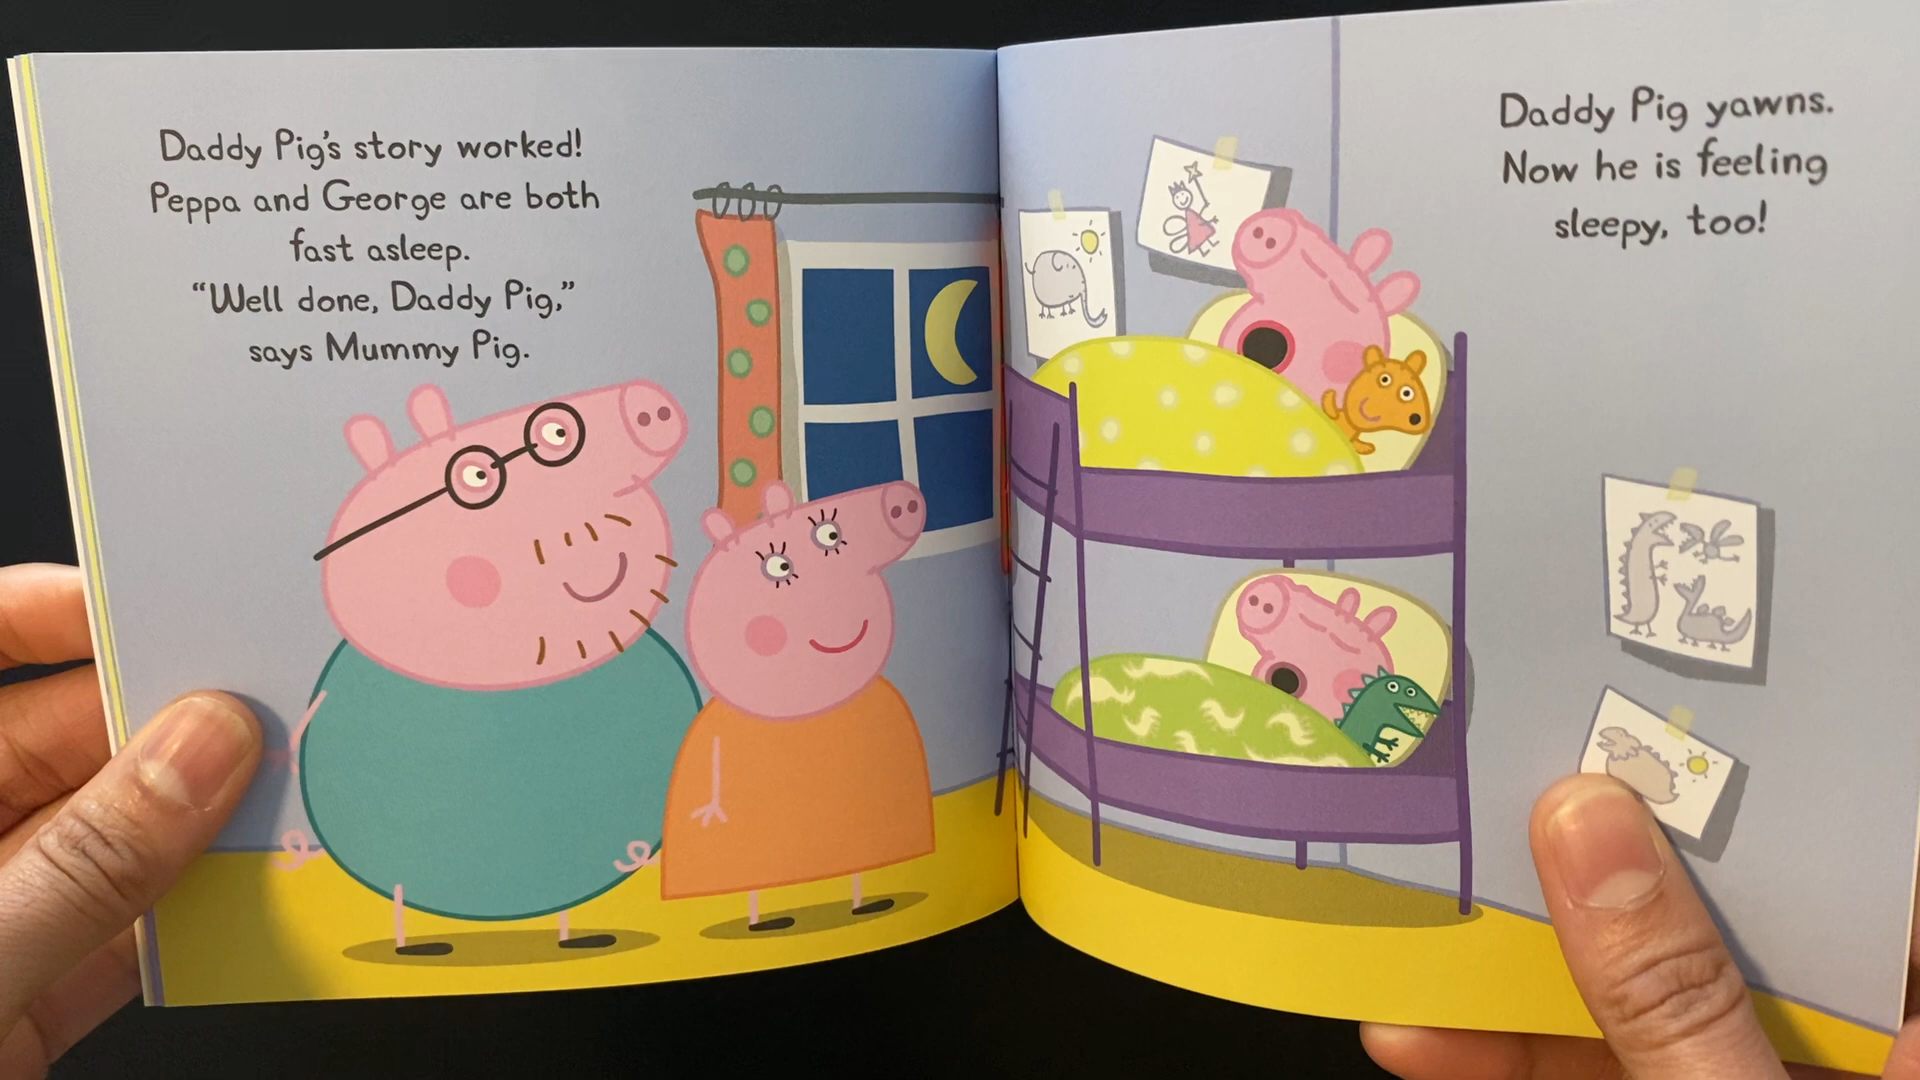 Daddy Pig's story worked!
Peppa and George are both
fast asleep.
“Well done, Daddy Pig,”
says Mummy Pig.
Daddy Pig yawns.
Now he is feeling
sleepy, too!